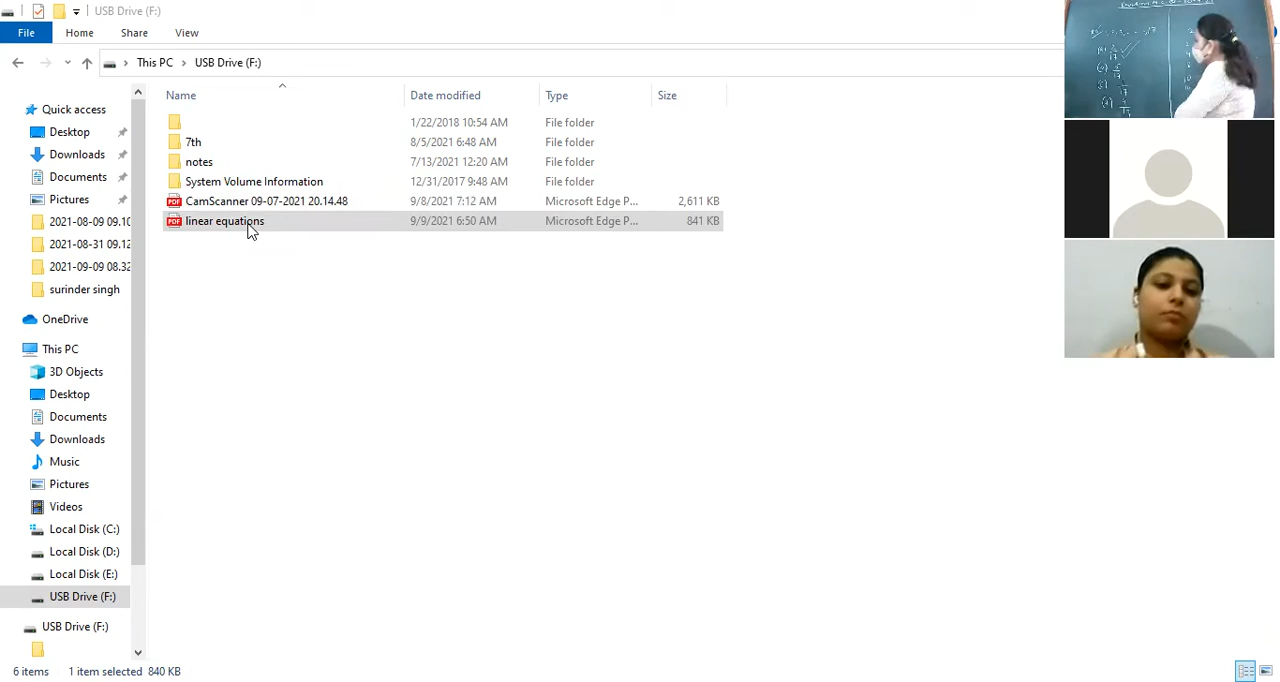 USB Drive (F:)
File Home Share View
This PC USB Drive (F:)
Name Date modified Type Size
1/22/2018 10:54 AM File folder
7th 8/5/2021 6:48 AM File folder
notes 7/13/2021 12:20 AM File folder
System Volume Information 12/31/2017 9:48 AM File folder
CamScanner 09-07-2021 20.14.48 9/8/2021 7:12 AM Microsoft Edge P... 2,611 KB
linear equations 9/9/2021 6:50 AM Microsoft Edge P... 841 KB
Quick access
Desktop
Downloads
Documents
Pictures
2021-08-09 09.10
2021-08-31 09.12
2021-09-09 08.32
surinder singh
OneDrive
This PC
3D Objects
Desktop
Documents
Downloads
Music
Pictures
Videos
Local Disk (C:)
Local Disk (D:)
Local Disk (E:)
USB Drive (F:)
USB Drive (F:)
6 items 1 item selected 840 KB